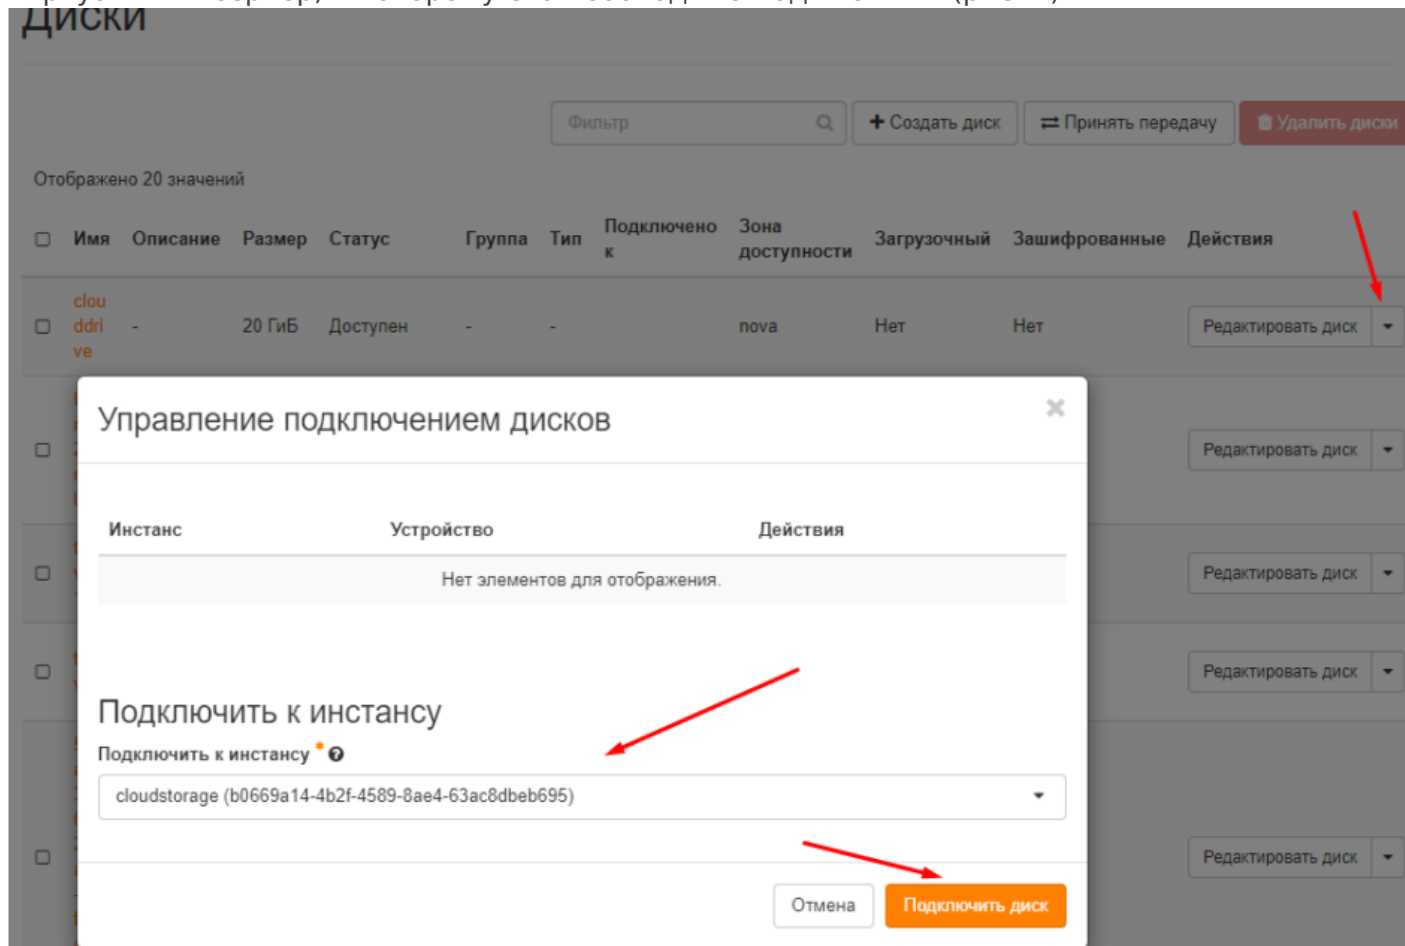 Диски
Фильтр
+ Создать диск
Принять передачу
Удалить диски
Отображено 20 значений
Имя Описание Размер Статус Группа Тип Подключено к Зона доступности Загрузочный Зашифрованные Действия
clou
ddri
ve
- 20 ГиБ Доступен - - nova Нет Нет Редактировать диск
Управление подключением дисков
Редактировать диск
Инстанс Устройство Действия
Нет элементов для отображения.
Редактировать диск
Редактировать диск
Подключить к инстансу
Подключить к инстансу *
cloudstorage (b0669a14-4b2f-4589-8ae4-63ac8dbeb695)
Редактировать диск
Отмена
Подключить диск